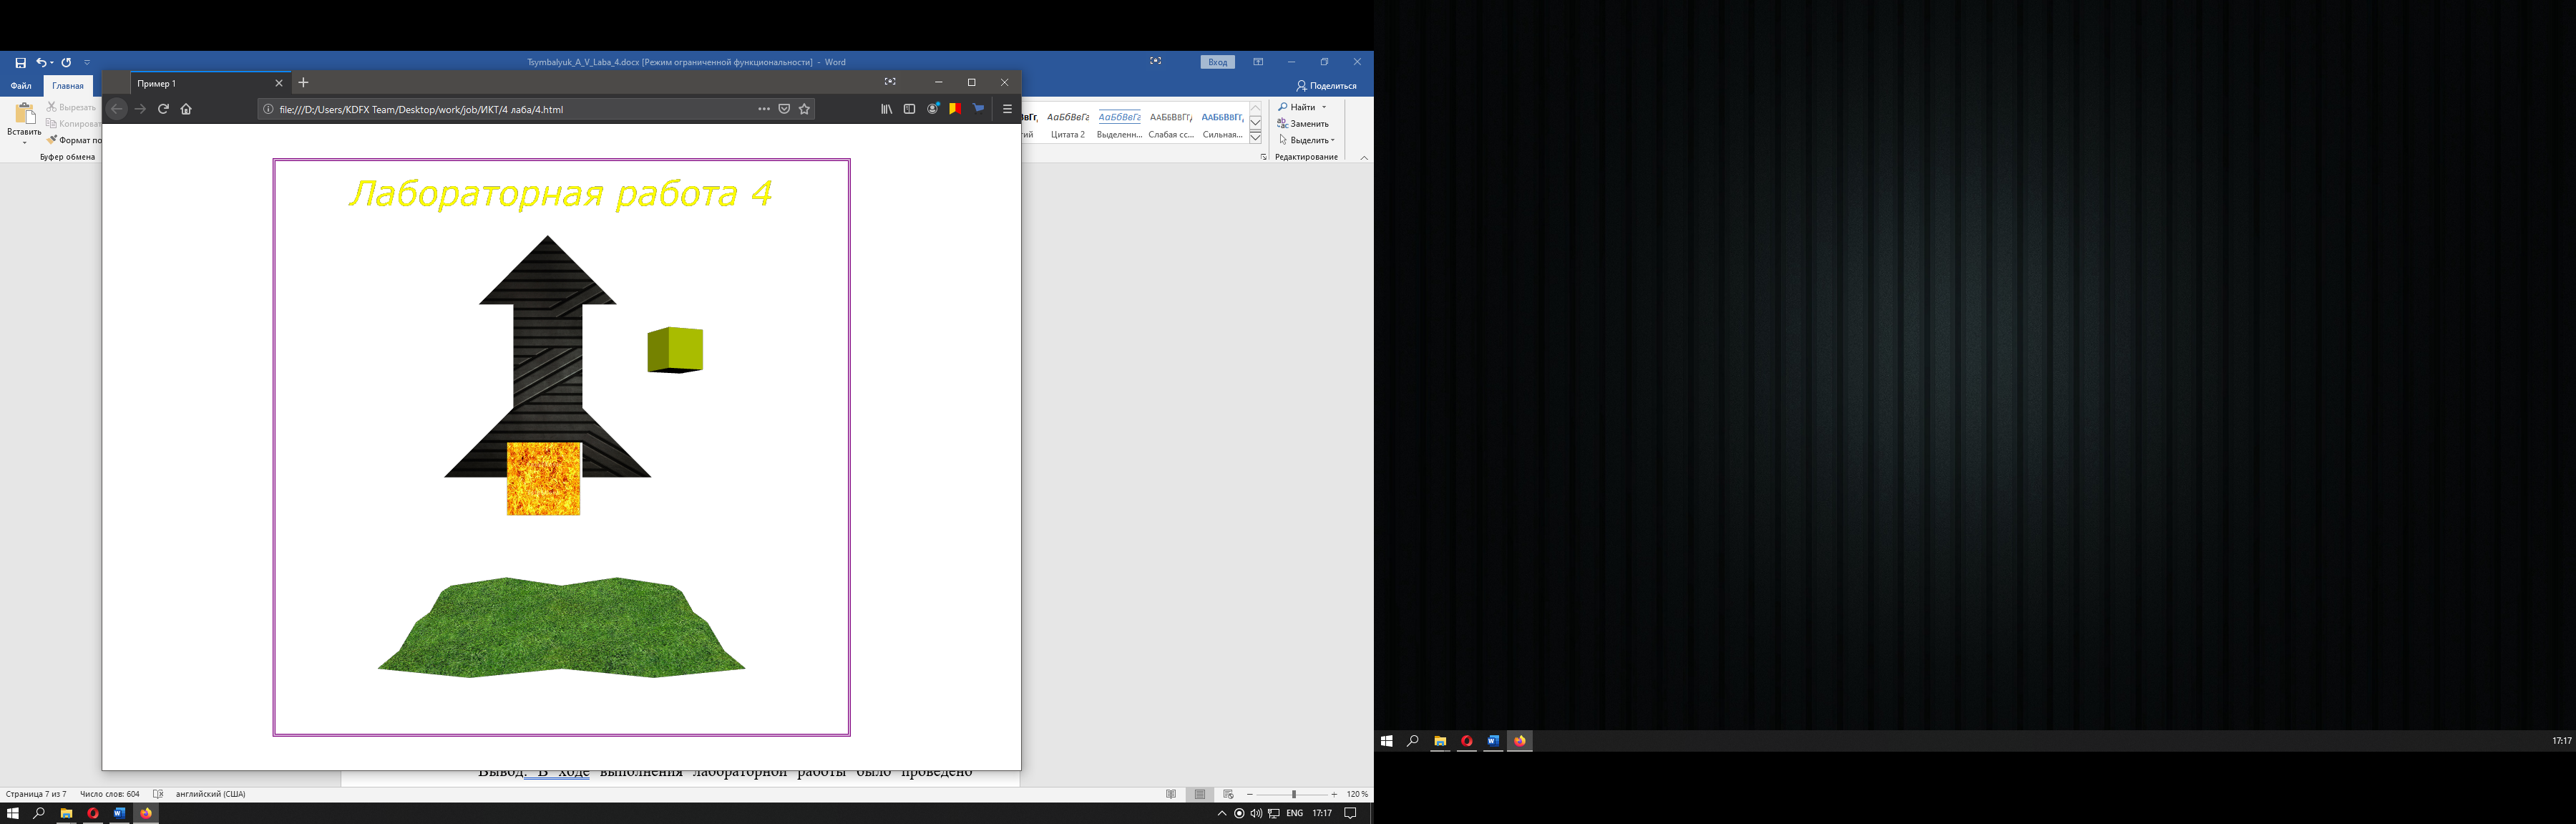 Tsymbalyuk_A_V_Laba_4.docx [Режим ограниченной функциональности] - Word
Вход
Файл
Главная
Поделиться
Вставить
Вырезать
Копироват
Формат по
Буфер обмена
Пример 1
file:///D:/Users/KDFX Team/Desktop/work/job/ИКТ/4 лаба/4.html
АаБбВвГг АаБбВвГг ААББВВГГ ААББВВГГ
Цитата 2 Выделенн... Слабая сс... Сильная...
Найти
Заменить
Выделить
Редактирование
Лабораторная работа 4
Вывод. В ходе выполнения лабораторной работы было проведено
Страница 7 из 7 Число слов: 604 английский (США)
120 %
ENG 17:17
17:17